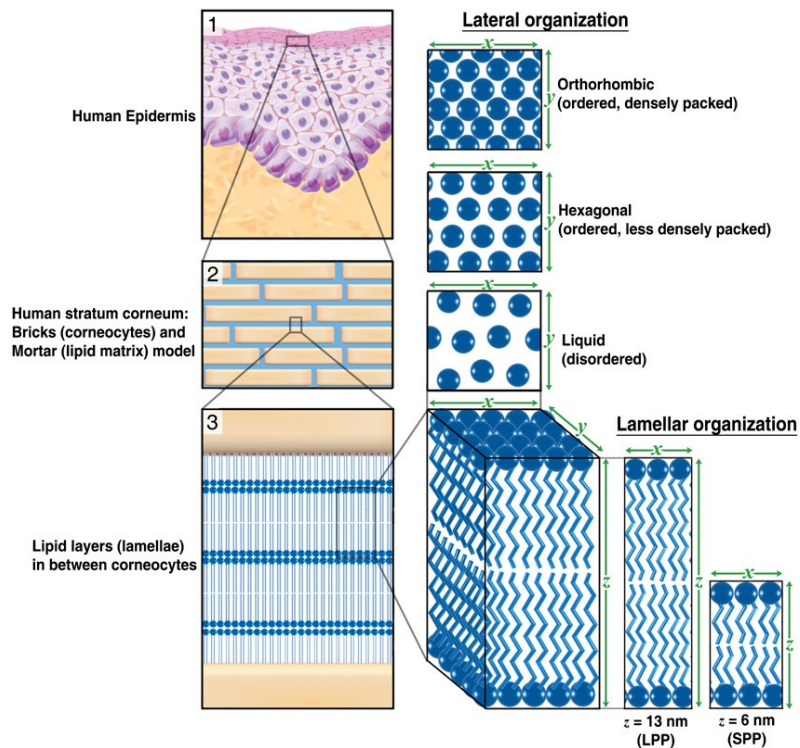 1
Human Epidermis
2
Human stratum corneum:
Bricks (corneocytes) and
Mortar (lipid matrix) model
3
Lipid layers (lamellae)
in between corneocytes
Lateral organization
x
y
Orthorhombic
(ordered, densely packed)
x
y
Hexagonal
(ordered, less densely packed)
x
y
Liquid
(disordered)
x
y
z
Lamellar organization
x
z
z = 13 nm
(LPP)
x
z
z = 6 nm
(SPP)